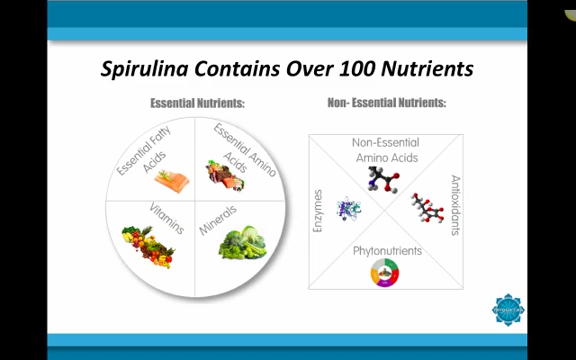 Spirulina Contains Over 100 Nutrients
Essential Nutrients:
Non- Essential Nutrients:
Essential Fatty
Acids
Essential Amino
Acids
Vitamins
Minerals
Non-Essential
Amino Acids
Enzymes
Antioxidants
Phytonutrients